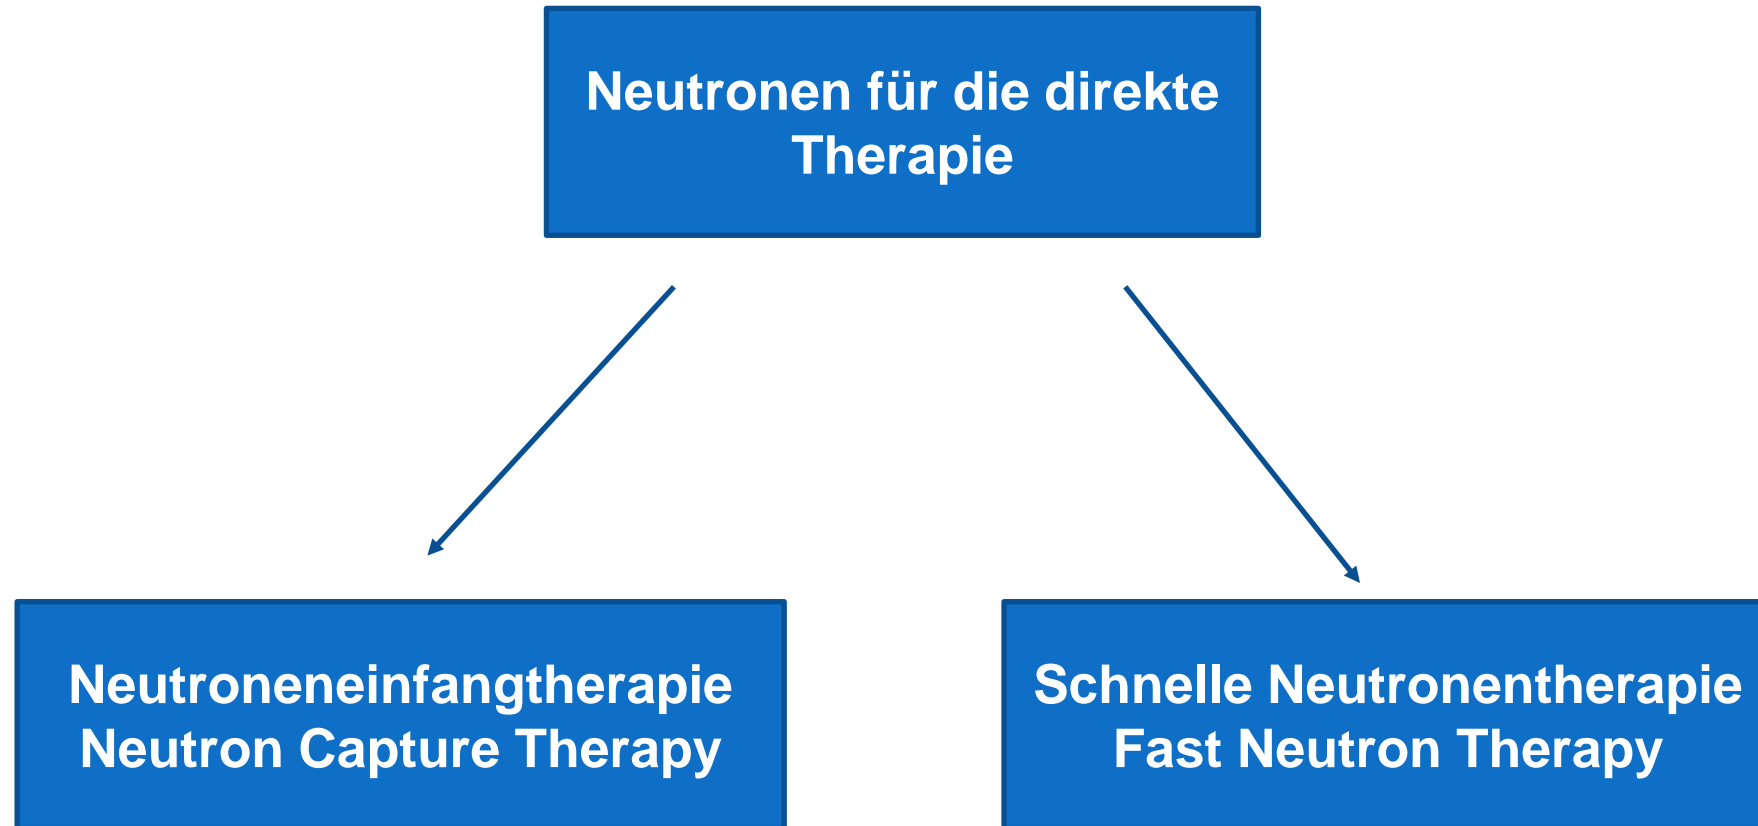 Neutronen für die direkte
Therapie
Neutroneneinfangtherapie
Neutron Capture Therapy
Schnelle Neutronentherapie
Fast Neutron Therapy